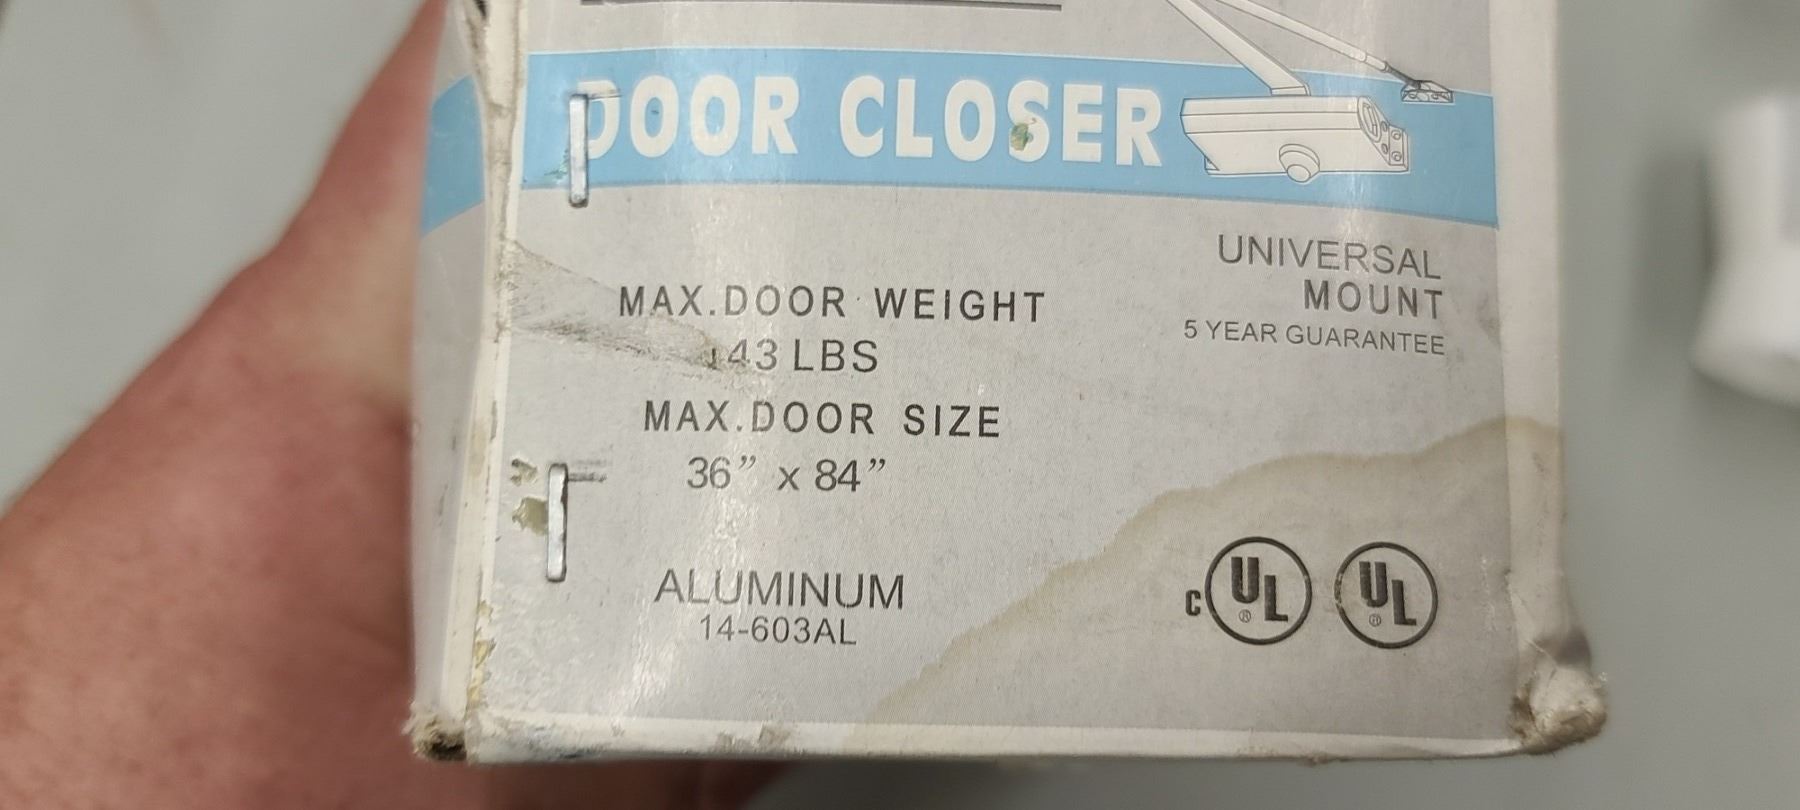 DOOR CLOSER
UNIVERSAL
MOUNT
5 YEAR GUARANTEE
MAX.DOOR WEIGHT
143 LBS
MAX.DOOR SIZE
36” x 84”
ALUMINUM
14-603AL
c UL ® UL ®